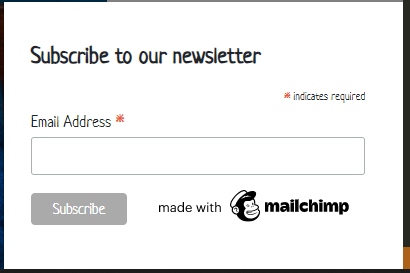 Subscribe to our newsletter
* indicates required
Email Address *
Subscribe
made with mailchimp